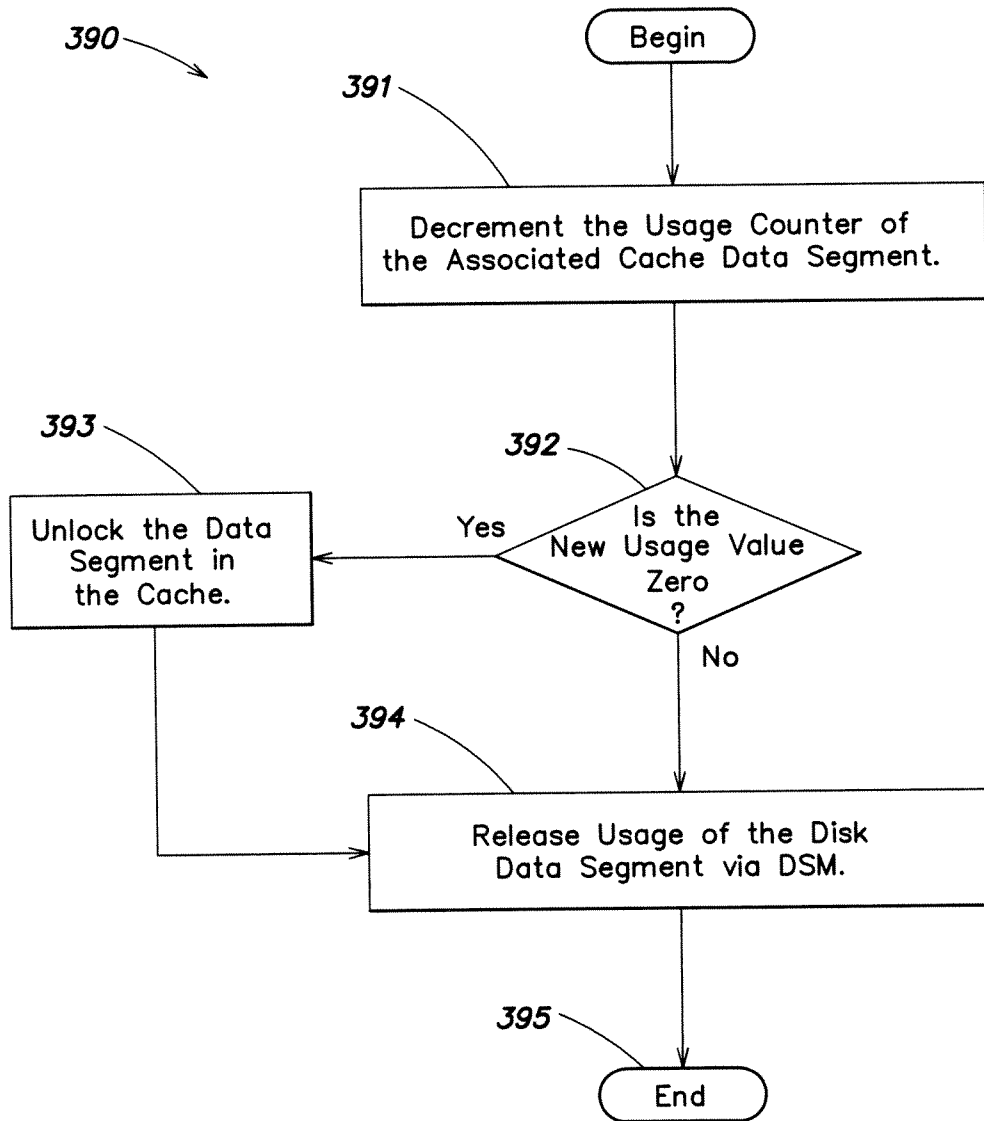 390
Begin
391
Decrement the Usage Counter of
the Associated Cache Data Segment.
393
392
Unlock the Data
Segment in
the Cache.
Yes
Is the
New Usage Value
Zero
?
No
394
Release Usage of the Disk
Data Segment via DSM.
395
End